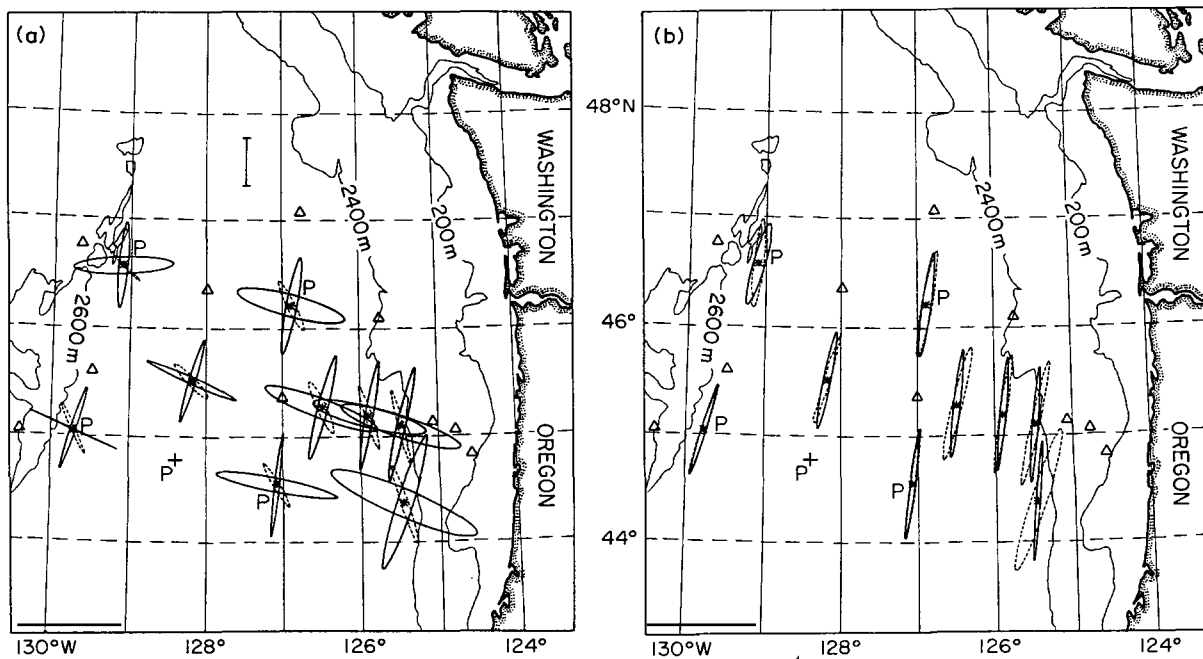 (a)
WASHINGTON
2400m
200m
P
P
2600m
P
P
P
OREGON
130°W
128°
126°
124°
(b)
48°N
WASHINGTON
2400m
200m
P
46°
P
2600m
P
P
P
OREGON
44°
130°W
128°
126°
124°